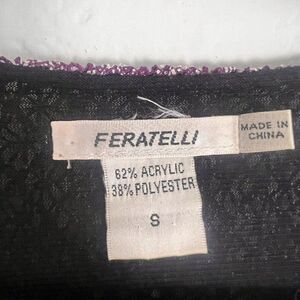 FERATELLI
MADE IN
CHINA
62% ACRYLIC
38% POLYESTER
S